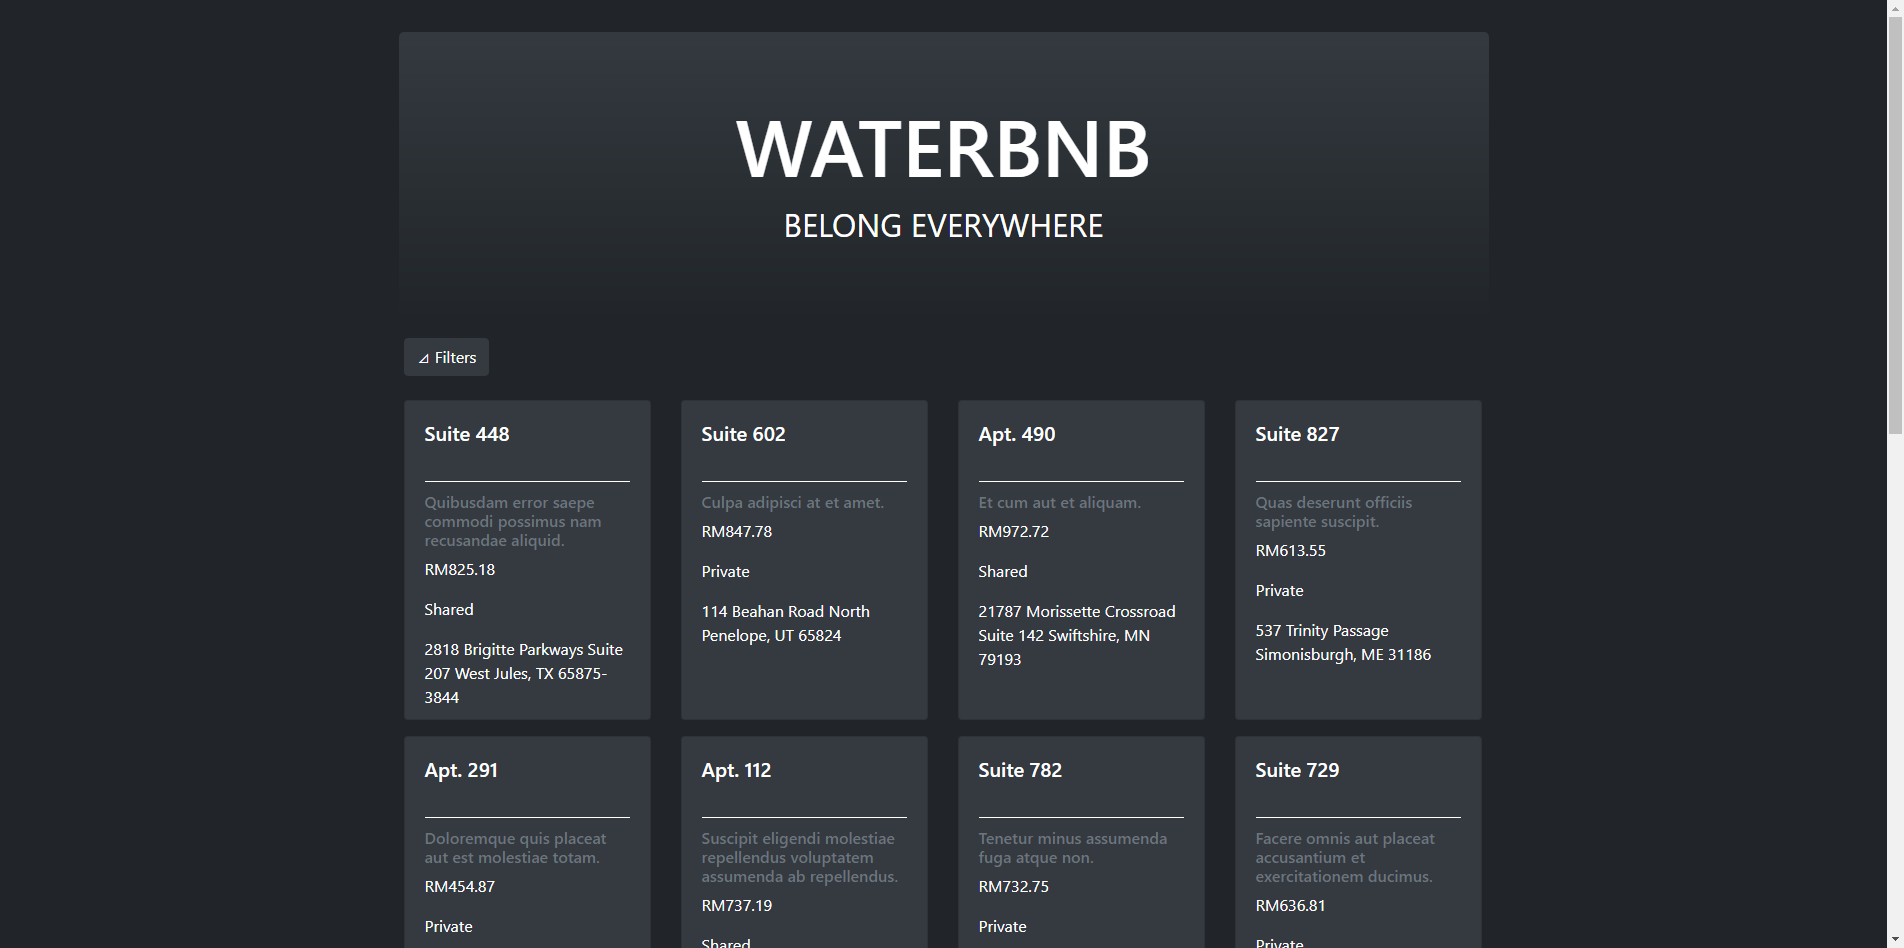 WATERBNB
BELONG EVERYWHERE
Filters
Suite 448
Quibusdam error saepe
commodi possimus nam
recusandae aliquid.
RM825.18
Shared
2818 Brigitte Parkways Suite
207 West Jules, TX 65875-
3844
Suite 602
Culpa adipisci at et amet.
RM847.78
Private
114 Beahan Road North
Penelope, UT 65824
Apt. 490
Et cum aut et aliquam.
RM972.72
Shared
21787 Morissette Crossroad
Suite 142 Swiftshire, MN
79193
Suite 827
Quas deserunt officiis
sapiente suscipit.
RM613.55
Private
537 Trinity Passage
Simonisburgh, ME 31186
Apt. 291
Doloremque quis placeat
aut est molestiae totam.
RM454.87
Private
Apt. 112
Suscipit eligendi molestiae
repellendus voluptatem
assumenda ab repellendus.
RM737.19
Shared
Suite 782
Tenetur minus assumenda
fuga atque non.
RM732.75
Private
Suite 729
Facere omnis aut placeat
accusantium et
exercitationem ducimus.
RM636.81
Private